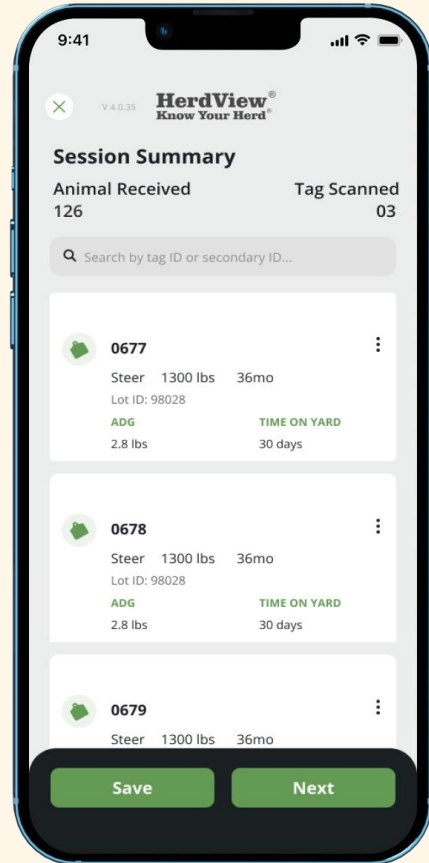 9:41
V 4.0.35 HerdView®
Know Your Herd®
Session Summary
Animal Received Tag Scanned
126 03
Search by tag ID or secondary ID...
0677
Steer 1300 lbs 36mo
Lot ID: 98028
ADG TIME ON YARD
2.8 lbs 30 days
0678
Steer 1300 lbs 36mo
Lot ID: 98028
ADG TIME ON YARD
2.8 lbs 30 days
0679
Steer 1300 lbs 36mo
Save Next